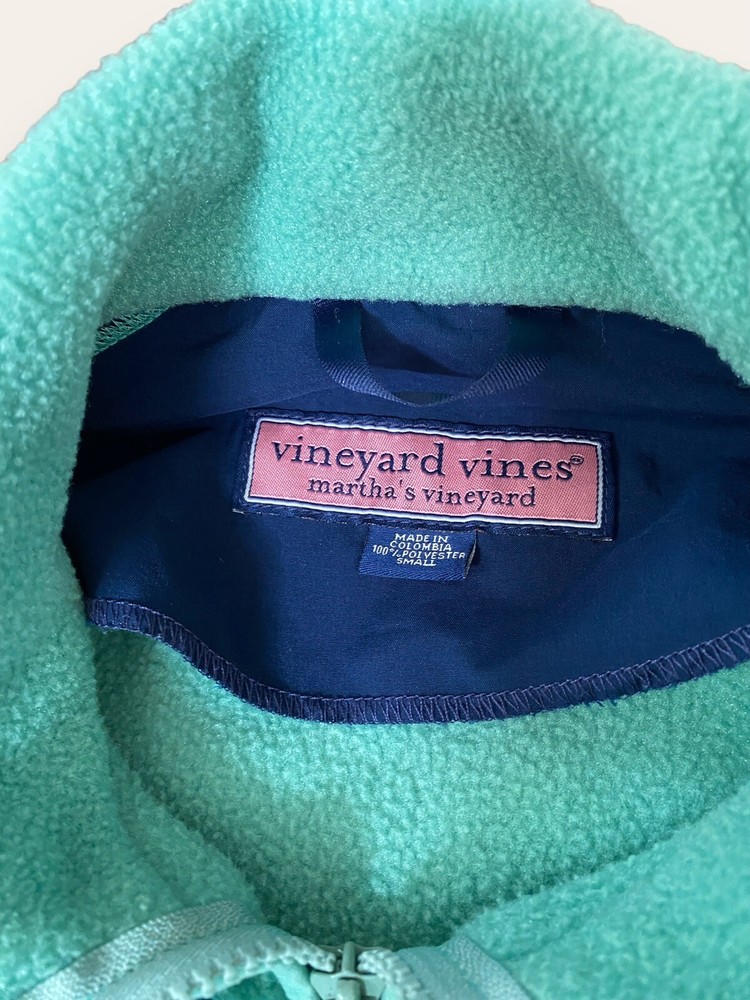 vineyard vines®
martha's vineyard
MADE IN
COLOMBIA
100% POLYESTER
SMALL